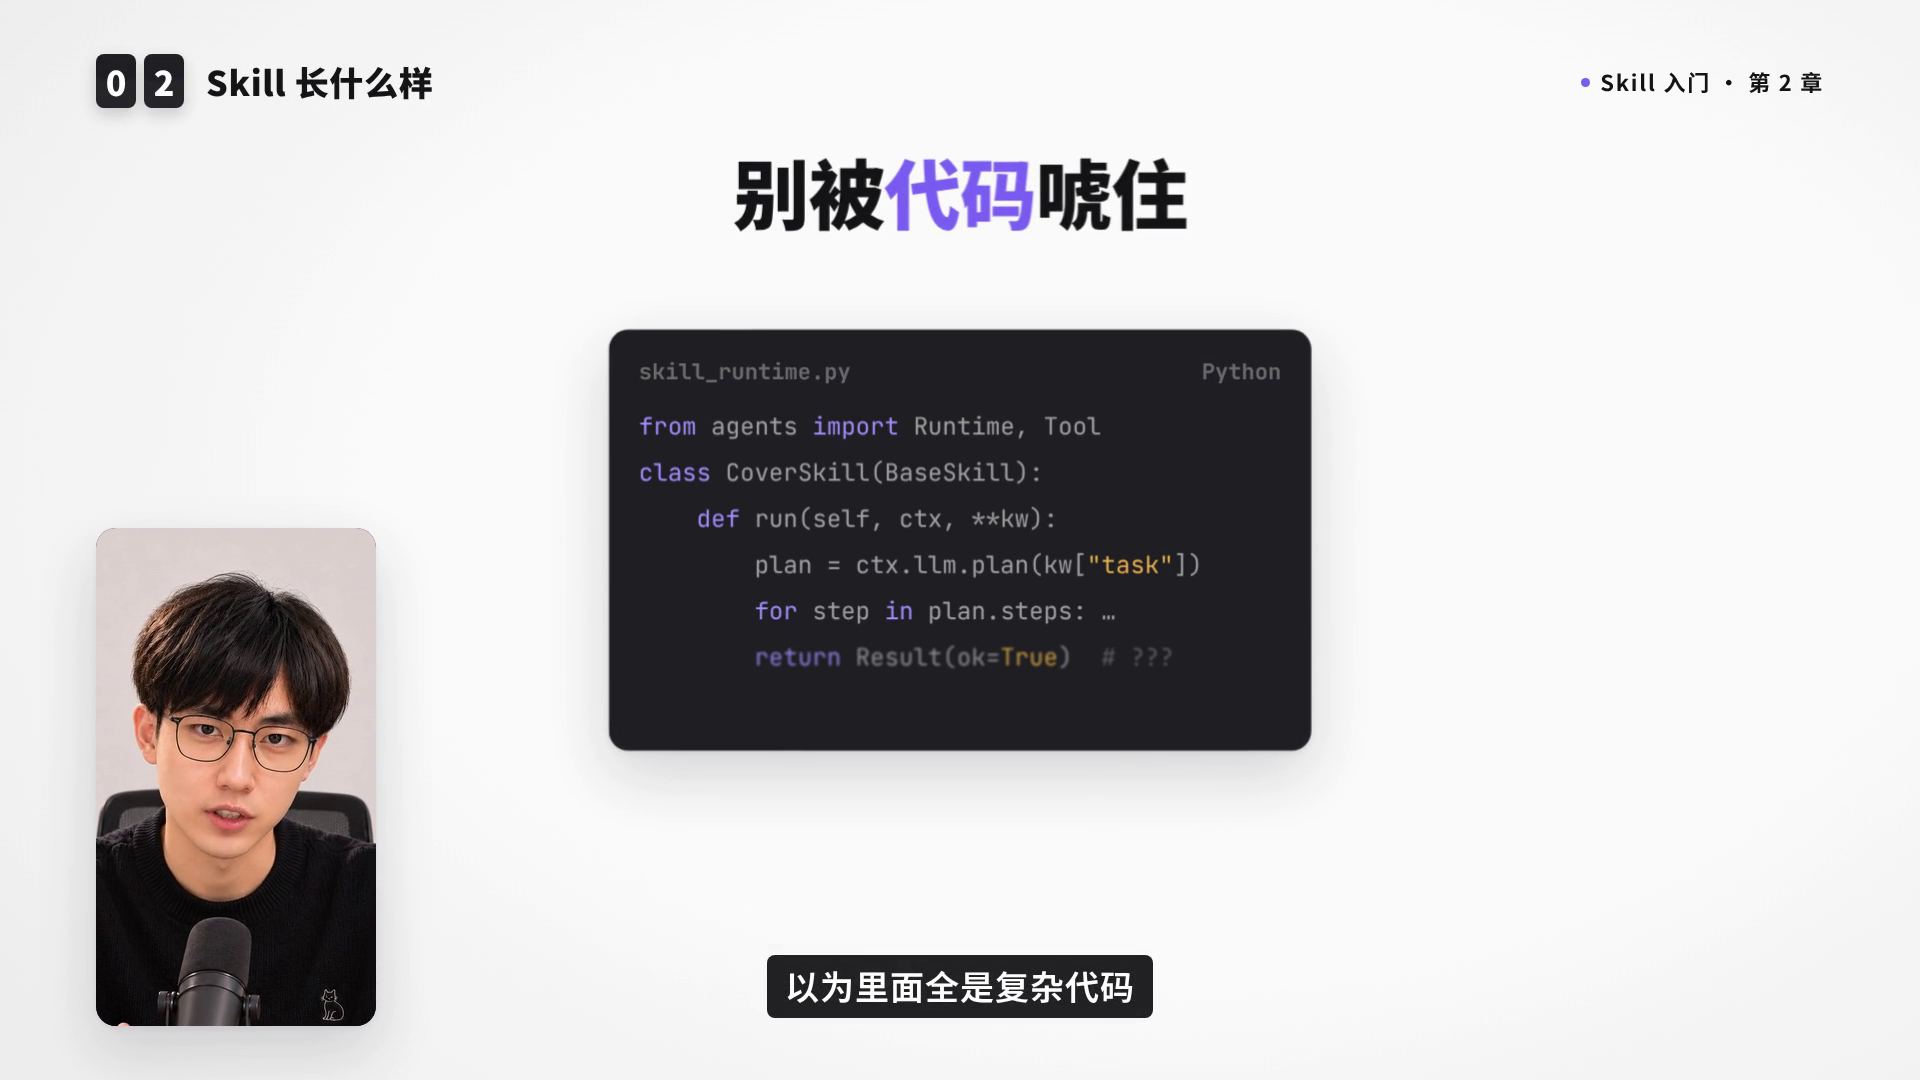 02 Skill 长什么样
Skill 入门 · 第 2 章
别被代码唬住
skill_runtime.py
Python
from agents import Runtime, Tool
class CoverSkill(BaseSkill):
    def run(self, ctx, **kw):
        plan = ctx.llm.plan(kw["task"])
        for step in plan.steps: …
        return Result(ok=True)  # ???
以为里面全是复杂代码